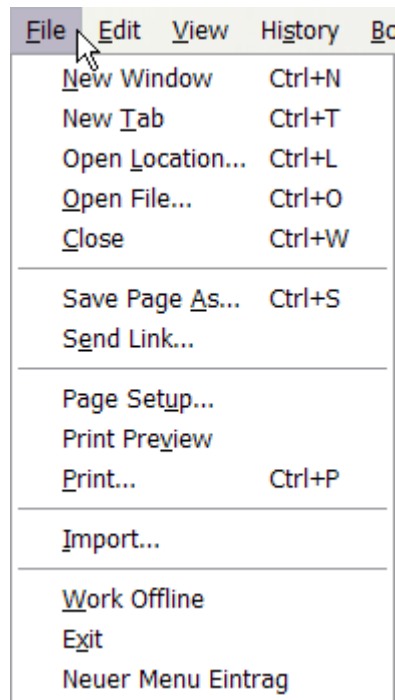 File Edit View History Bo
New Window Ctrl+N
New Tab Ctrl+T
Open Location... Ctrl+L
Open File... Ctrl+O
Close Ctrl+W
Save Page As... Ctrl+S
Send Link...
Page Setup...
Print Preview
Print... Ctrl+P
Import...
Work Offline
Exit
Neuer Menu Eintrag